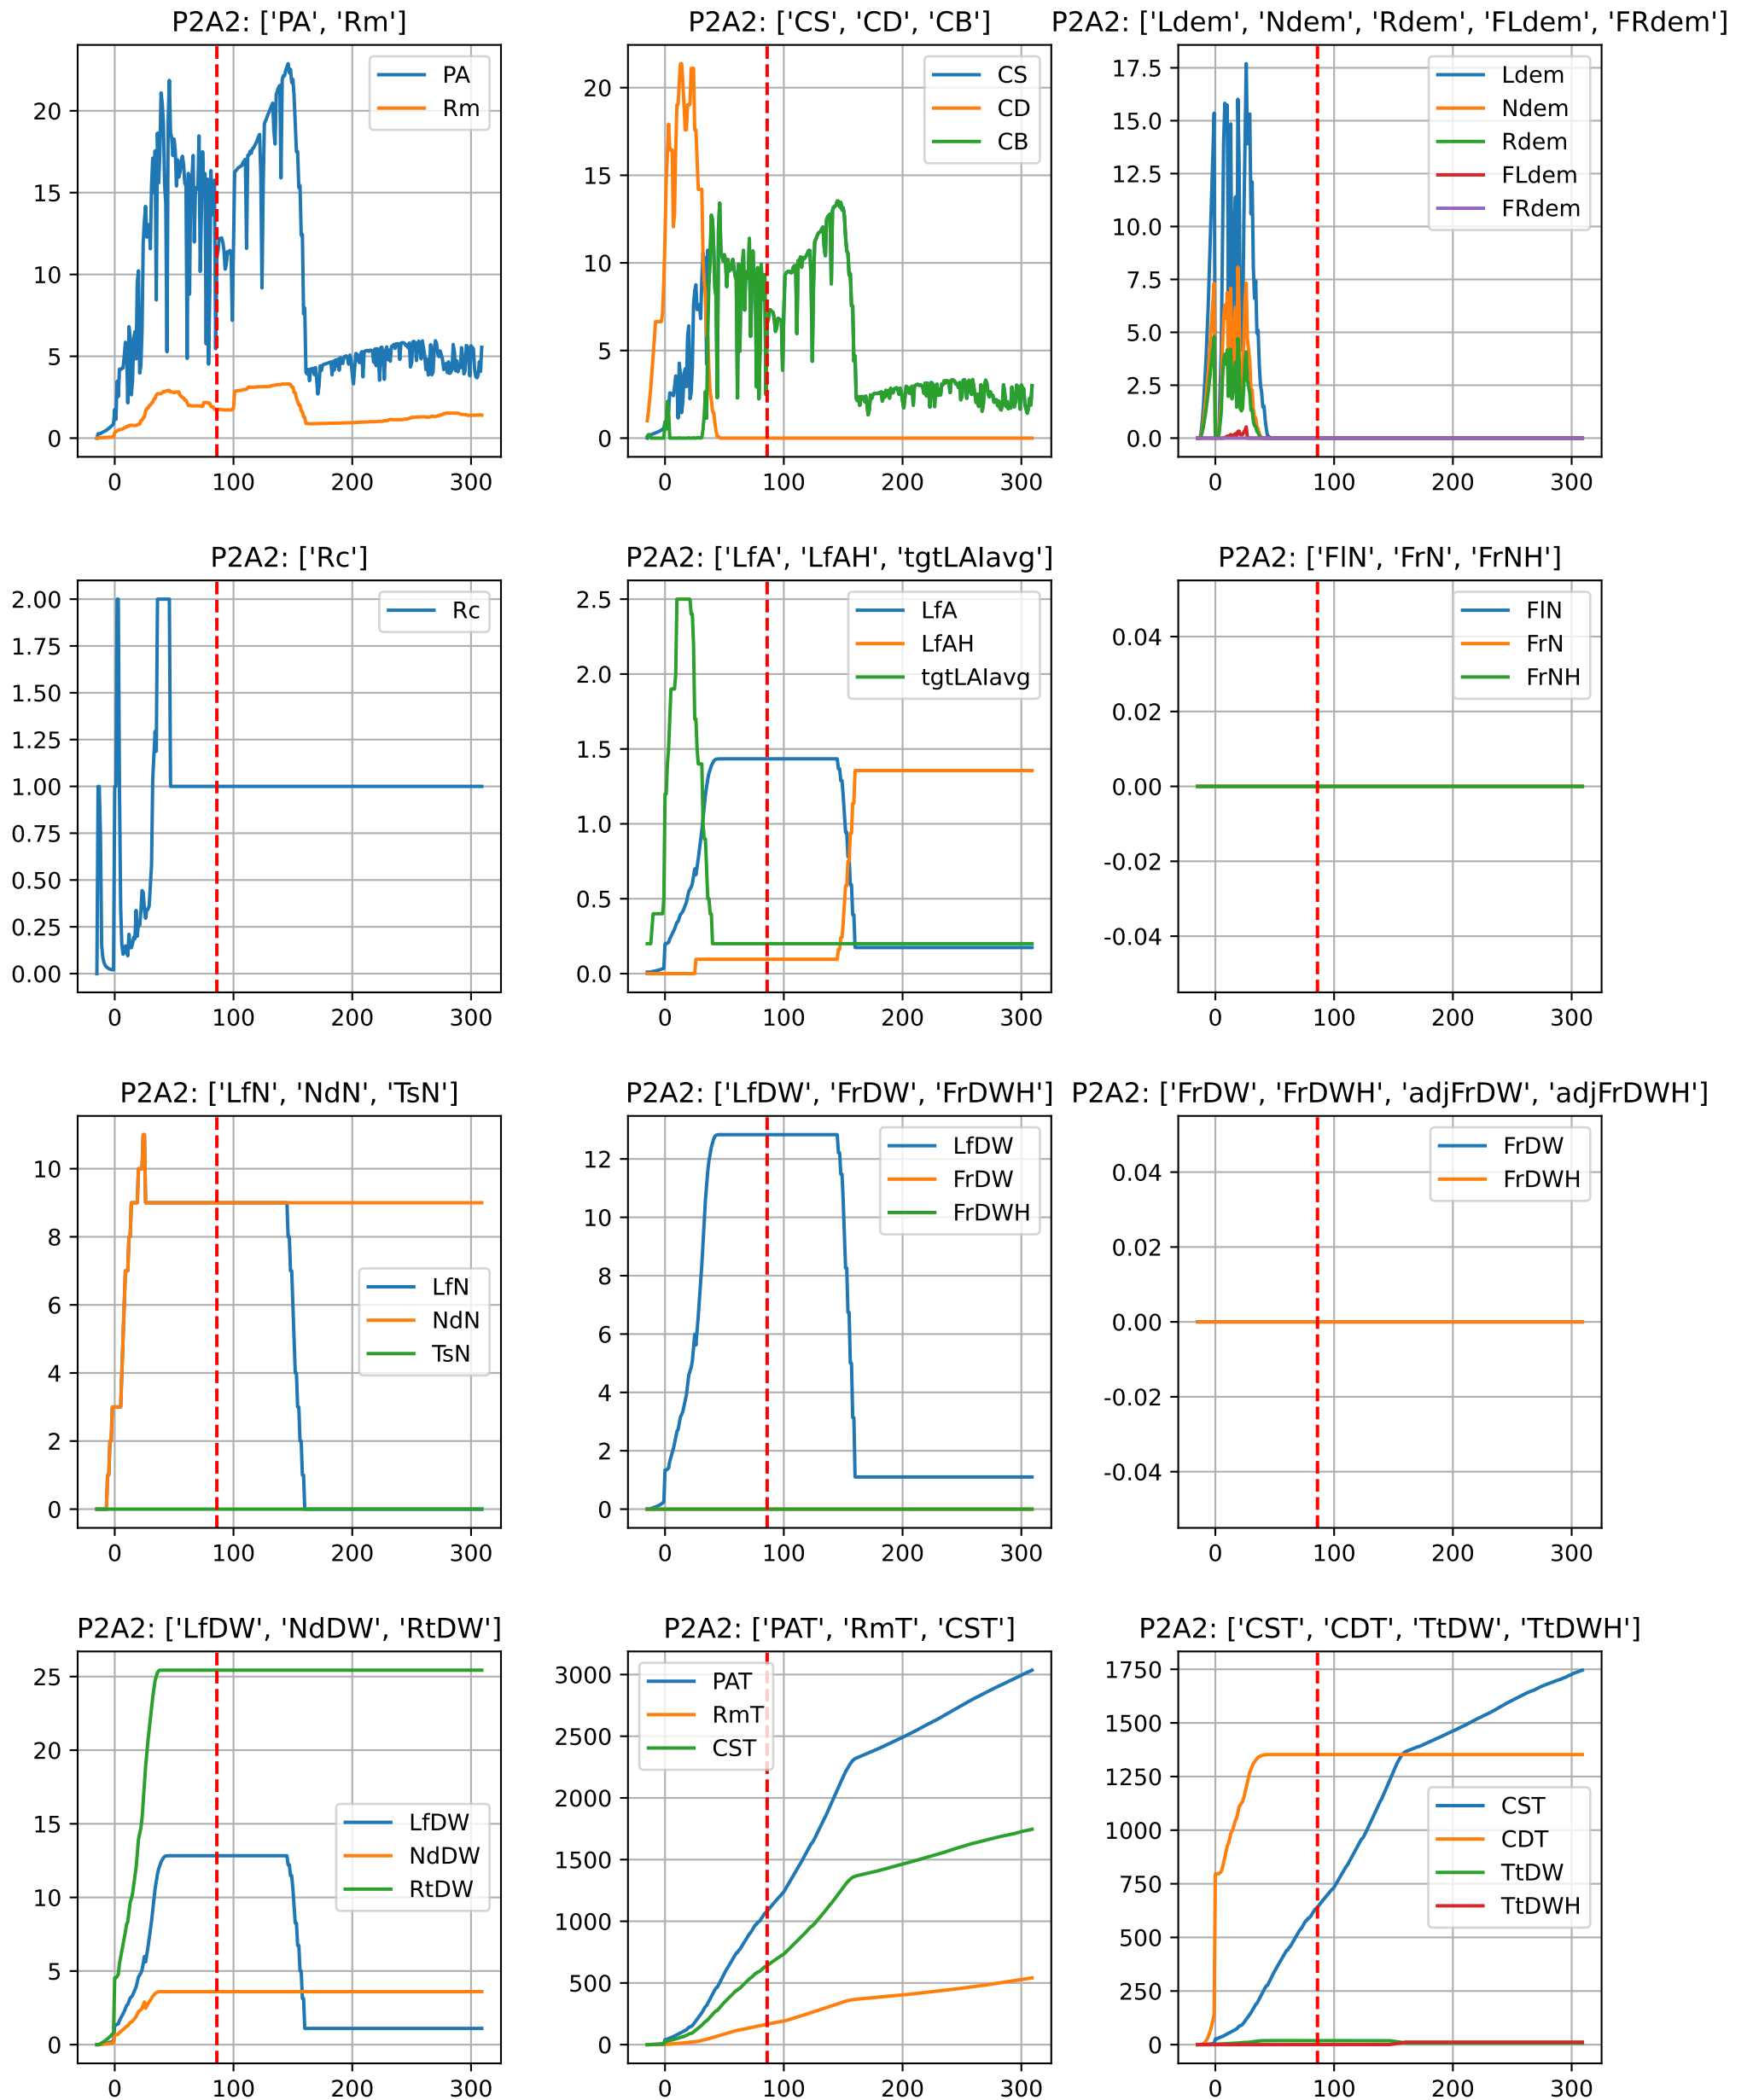 P2A2: ['PA', 'Rm']
PA
Rm
20
15
10
5
0
0 100 200 300
P2A2: ['CS', 'CD', 'CB']
CS
CD
CB
20
15
10
5
0
0 100 200 300
P2A2: ['Ldem', 'Ndem', 'Rdem', 'FLdem', 'FRdem']
Ldem
Ndem
Rdem
FLdem
FRdem
17.5
15.0
12.5
10.0
7.5
5.0
2.5
0.0
0 100 200 300
P2A2: ['Rc']
Rc
2.00
1.75
1.50
1.25
1.00
0.75
0.50
0.25
0.00
0 100 200 300
P2A2: ['LfA', 'LfAH', 'tgtLAIavg']
LfA
LfAH
tgtLAIavg
2.5
2.0
1.5
1.0
0.5
0.0
0 100 200 300
P2A2: ['FlN', 'FrN', 'FrNH']
FlN
FrN
FrNH
0.04
0.02
0.00
-0.02
-0.04
0 100 200 300
P2A2: ['LfN', 'NdN', 'TsN']
LfN
NdN
TsN
10
8
6
4
2
0
0 100 200 300
P2A2: ['LfDW', 'FrDW', 'FrDWH']
LfDW
FrDW
FrDWH
12
10
8
6
4
2
0
0 100 200 300
P2A2: ['FrDW', 'FrDWH', 'adjFrDW', 'adjFrDWH']
FrDW
FrDWH
0.04
0.02
0.00
-0.02
-0.04
0 100 200 300
P2A2: ['LfDW', 'NdDW', 'RtDW']
LfDW
NdDW
RtDW
25
20
15
10
5
0
0 100 200 300
P2A2: ['PAT', 'RmT', 'CST']
PAT
RmT
CST
3000
2500
2000
1500
1000
500
0
0 100 200 300
P2A2: ['CST', 'CDT', 'TtDW', 'TtDWH']
CST
CDT
TtDW
TtDWH
1750
1500
1250
1000
750
500
250
0
0 100 200 300